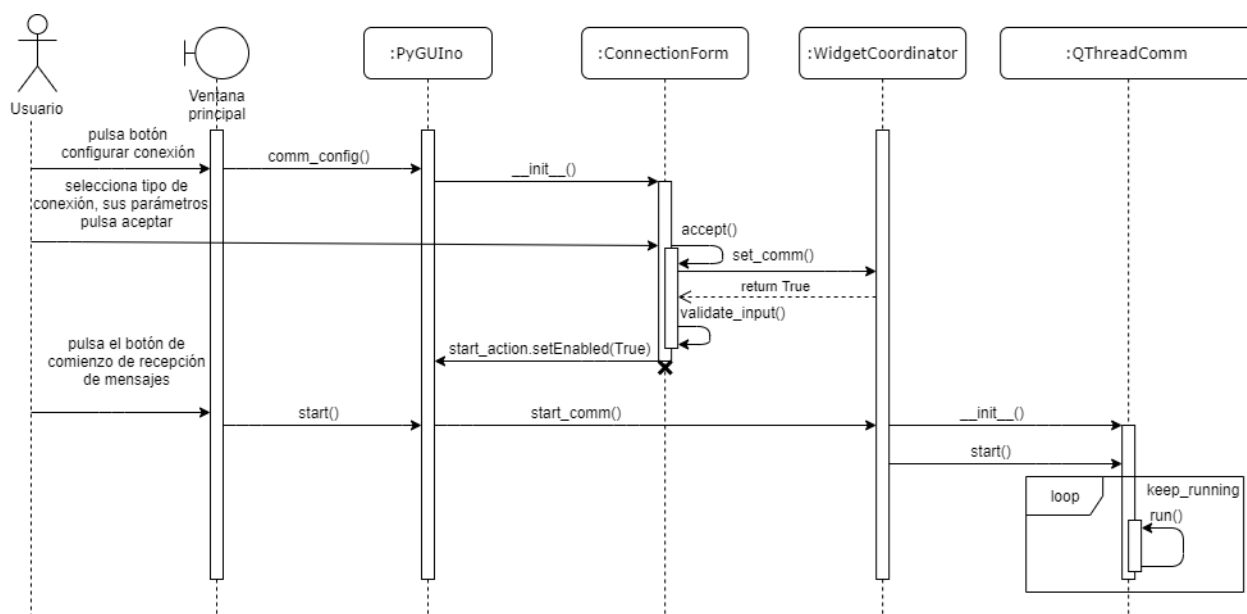 :PyGUIno
:ConnectionForm
:WidgetCoordinator
:QThreadComm
Usuario
Ventana
principal
pulsa botón
configurar conexión
comm_config()
__init__()
selecciona tipo de
conexión, sus parámetros
pulsa aceptar
accept()
set_comm()
return True
validate_input()
pulsa el botón de
comienzo de recepción
de mensajes
start_action.setEnabled(True)
start()
start_comm()
__init__()
start()
loop
keep_running
run()